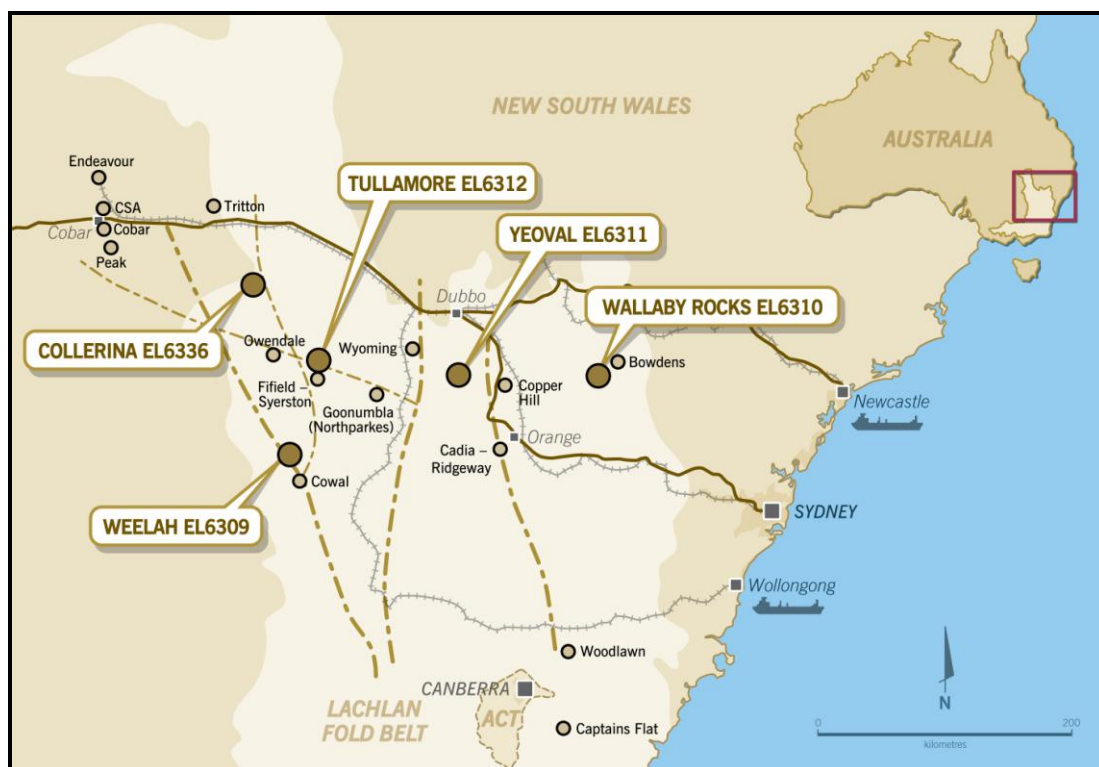 NEW SOUTH WALES
AUSTRALIA
Endeavour
TULLAMORE EL6312
CSA
Tritton
Cobar
Cobar
YEOVAL EL6311
Peak
Dubbo
WALLABY ROCKS EL6310
COLLERINA EL6336
Owendale
Wyoming
Bowdens
Fifield –
Syerston
Copper
Hill
Goonumbla
(Northparkes)
Newcastle
Orange
Cadia –
Ridgeway
Cowal
WEELAH EL6309
SYDNEY
Wollongong
Woodlawn
CANBERRA
LACHLAN
FOLD BELT
ACT
Captains Flat
N
0
200
kilometres